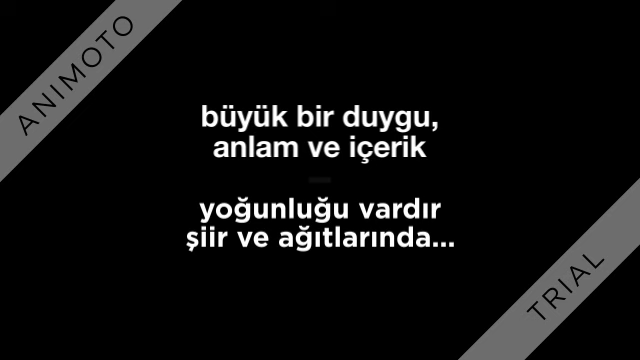 ANIMOTO
büyük bir duygu,
anlam ve içerik
yoğunluğu vardır
şiir ve ağıtlarında...
TRIAL